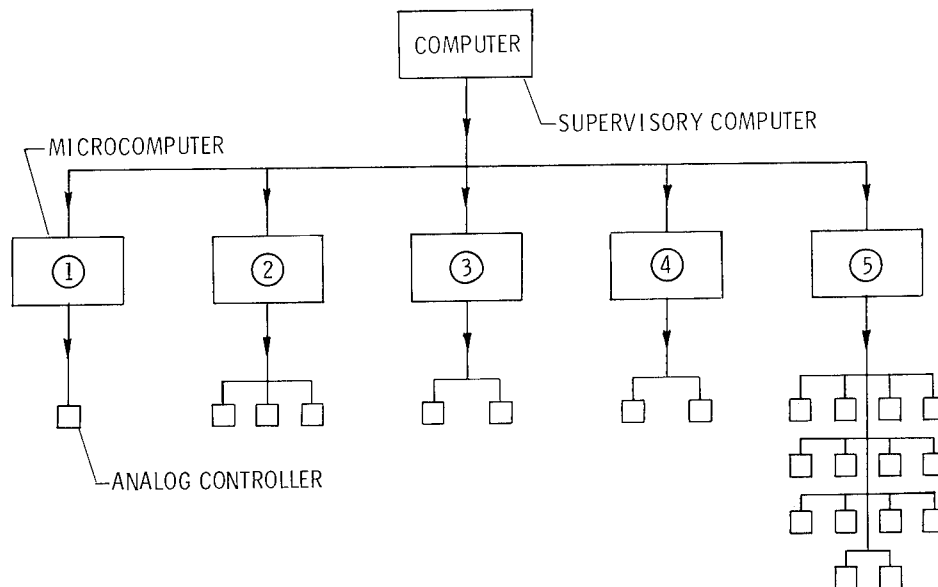 COMPUTER
SUPERVISORY COMPUTER
MICROCOMPUTER
1 2 3 4 5
ANALOG CONTROLLER